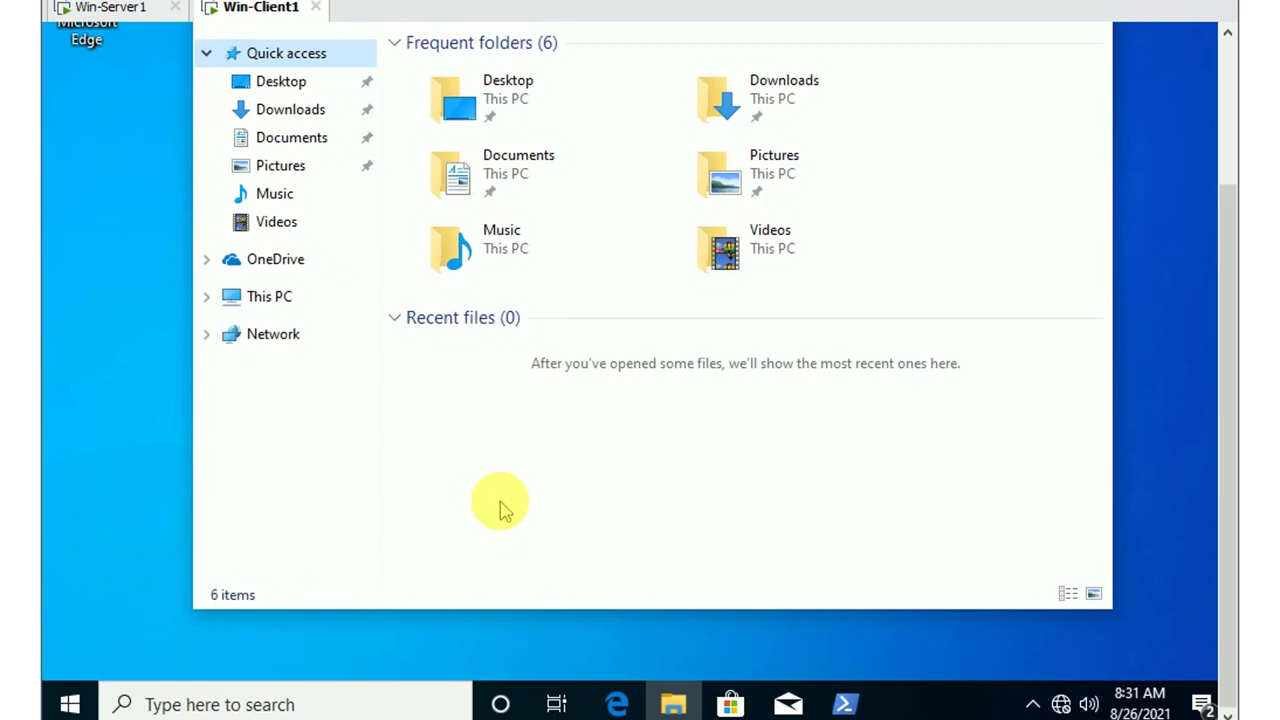 Win-Server1
Win-Client1
Microsoft
Edge
Quick access
Desktop
Downloads
Documents
Pictures
Music
Videos
OneDrive
This PC
Network
Frequent folders (6)
Desktop
This PC
Downloads
This PC
Documents
This PC
Pictures
This PC
Music
This PC
Videos
This PC
Recent files (0)
After you've opened some files, we'll show the most recent ones here.
6 items
Type here to search
8:31 AM
8/26/2021
2